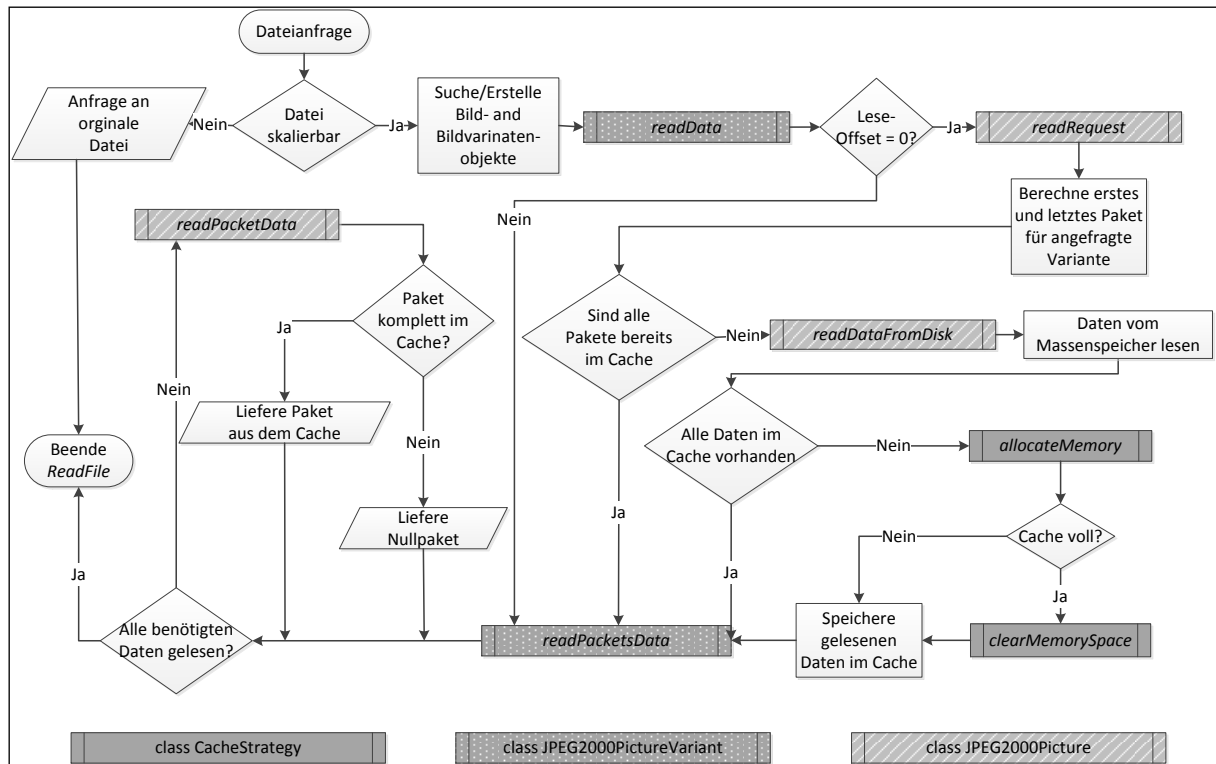 Dateianfrage
Anfrage an
orginale
Datei
Nein
Datei
skalierbar
Ja
Suche/Erstelle
Bild- and
Bildvarinaten-
objekte
readData
Lese-
Offset = 0?
Ja
readRequest
Nein
Berechne erstes
und letztes Paket
für angefragte
Variante
readPacketData
Paket
komplett im
Cache?
Ja
Nein
Sind alle
Pakete bereits
im Cache
Nein
readDataFromDisk
Daten vom
Massenspeicher lesen
Nein
Liefere Paket
aus dem Cache
Beende
ReadFile
Alle Daten im
Cache vorhanden
Nein
allocateMemory
Ja
Liefere
Nullpaket
Nein
Cache voll?
Ja
Ja
Ja
Alle benötigten
Daten gelesen?
readPacketsData
Speichere
gelesenen
Daten im Cache
clearMemorySpace
class CacheStrategy
class JPEG2000PictureVariant
class JPEG2000Picture